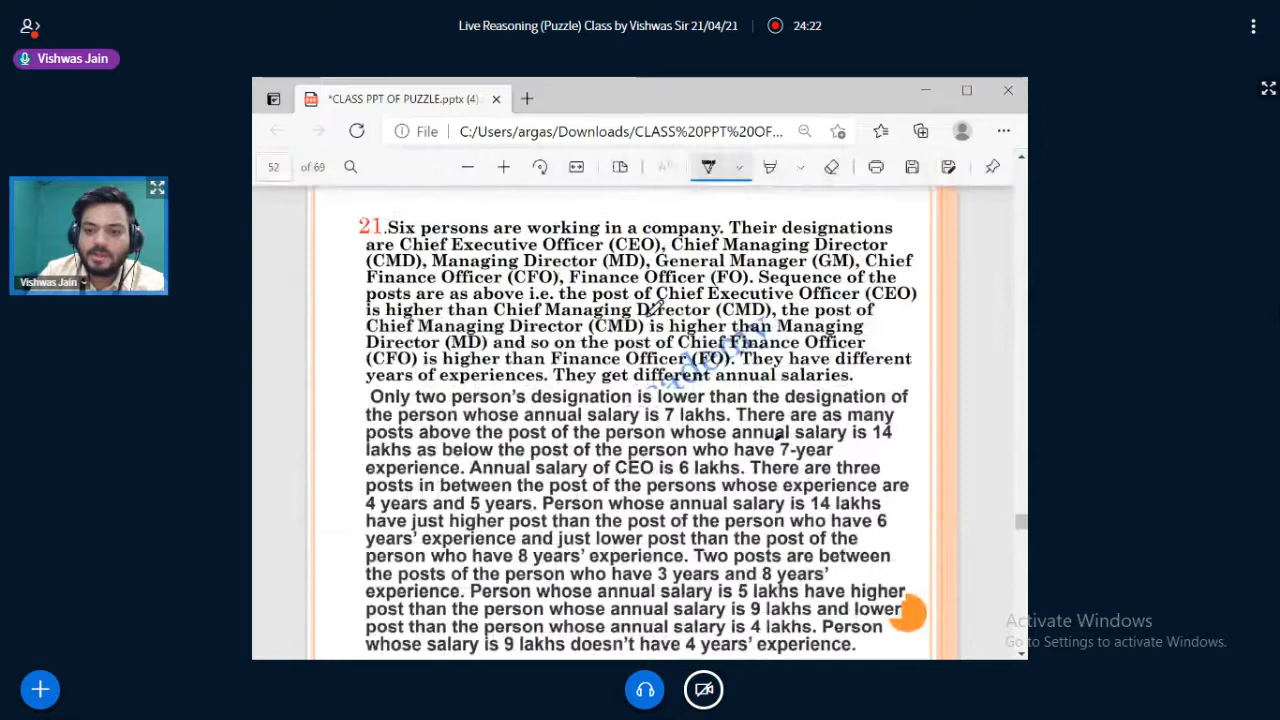 Live Reasoning (Puzzle) Class by Vishwas Sir 21/04/21
24:22
Vishwas Jain
*CLASS PPT OF PUZZLE.pptx (4).
File
C:/Users/argas/Downloads/CLASS%20PPT%20OF...
52
of 69
Vishwas Jain
21.Six persons are working in a company. Their designations
are Chief Executive Officer (CEO), Chief Managing Director
(CMD), Managing Director (MD), General Manager (GM), Chief
Finance Officer (CFO), Finance Officer (FO). Sequence of the
posts are as above i.e. the post of Chief Executive Officer (CEO)
is higher than Chief Managing Director (CMD), the post of
Chief Managing Director (CMD) is higher than Managing
Director (MD) and so on the post of Chief Finance Officer
(CFO) is higher than Finance Officer (FO). They have different
years of experiences. They get different annual salaries.
Only two person's designation is lower than the designation of
the person whose annual salary is 7 lakhs. There are as many
posts above the post of the person whose annual salary is 14
lakhs as below the post of the person who have 7-year
experience. Annual salary of CEO is 6 lakhs. There are three
posts in between the post of the persons whose experience are
4 years and 5 years. Person whose annual salary is 14 lakhs
have just higher post than the post of the person who have 6
years' experience and just lower post than the post of the
person who have 8 years' experience. Two posts are between
the posts of the person who have 3 years and 8 years'
experience. Person whose annual salary is 5 lakhs have higher
post than the person whose annual salary is 9 lakhs and lower
post than the person whose annual salary is 4 lakhs. Person
whose salary is 9 lakhs doesn't have 4 years' experience.
Activate Windows
Go to Settings to activate Windows.